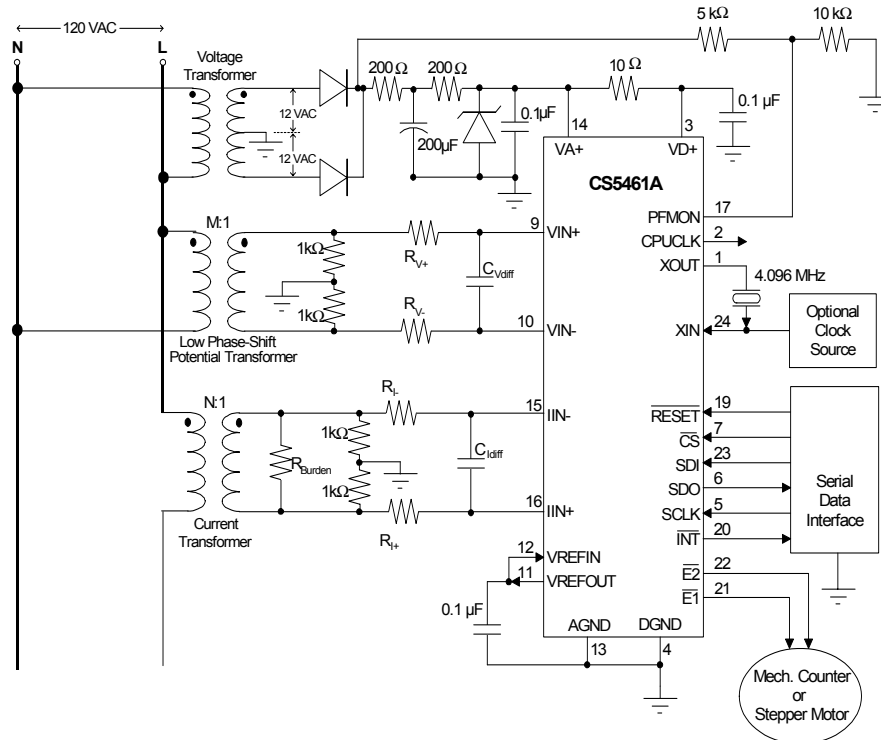 120 VAC
N
L
5 kΩ
10 kΩ
Voltage
Transformer
12 VAC
12 VAC
200Ω
200Ω
10 Ω
200µF
0.1µF
0.1 µF
14
3
VA+
VD+
CS5461A
M:1
1kΩ
1kΩ
RV+
RV-
CVdiff
9
VIN+
10
VIN-
Low Phase-Shift
Potential Transformer
17
PFMON
2
CPUCLK
1
XOUT
4.096 MHz
24
XIN
Optional
Clock
Source
N:1
RBurden
1kΩ
1kΩ
RI-
RI+
CIdiff
15
IIN-
16
IIN+
Current
Transformer
19
RESET
7
CS
23
SDI
6
SDO
5
SCLK
20
INT
Serial
Data
Interface
12
VREFIN
11
VREFOUT
0.1 µF
22
E2
21
E1
AGND
DGND
13
4
Mech. Counter
or
Stepper Motor